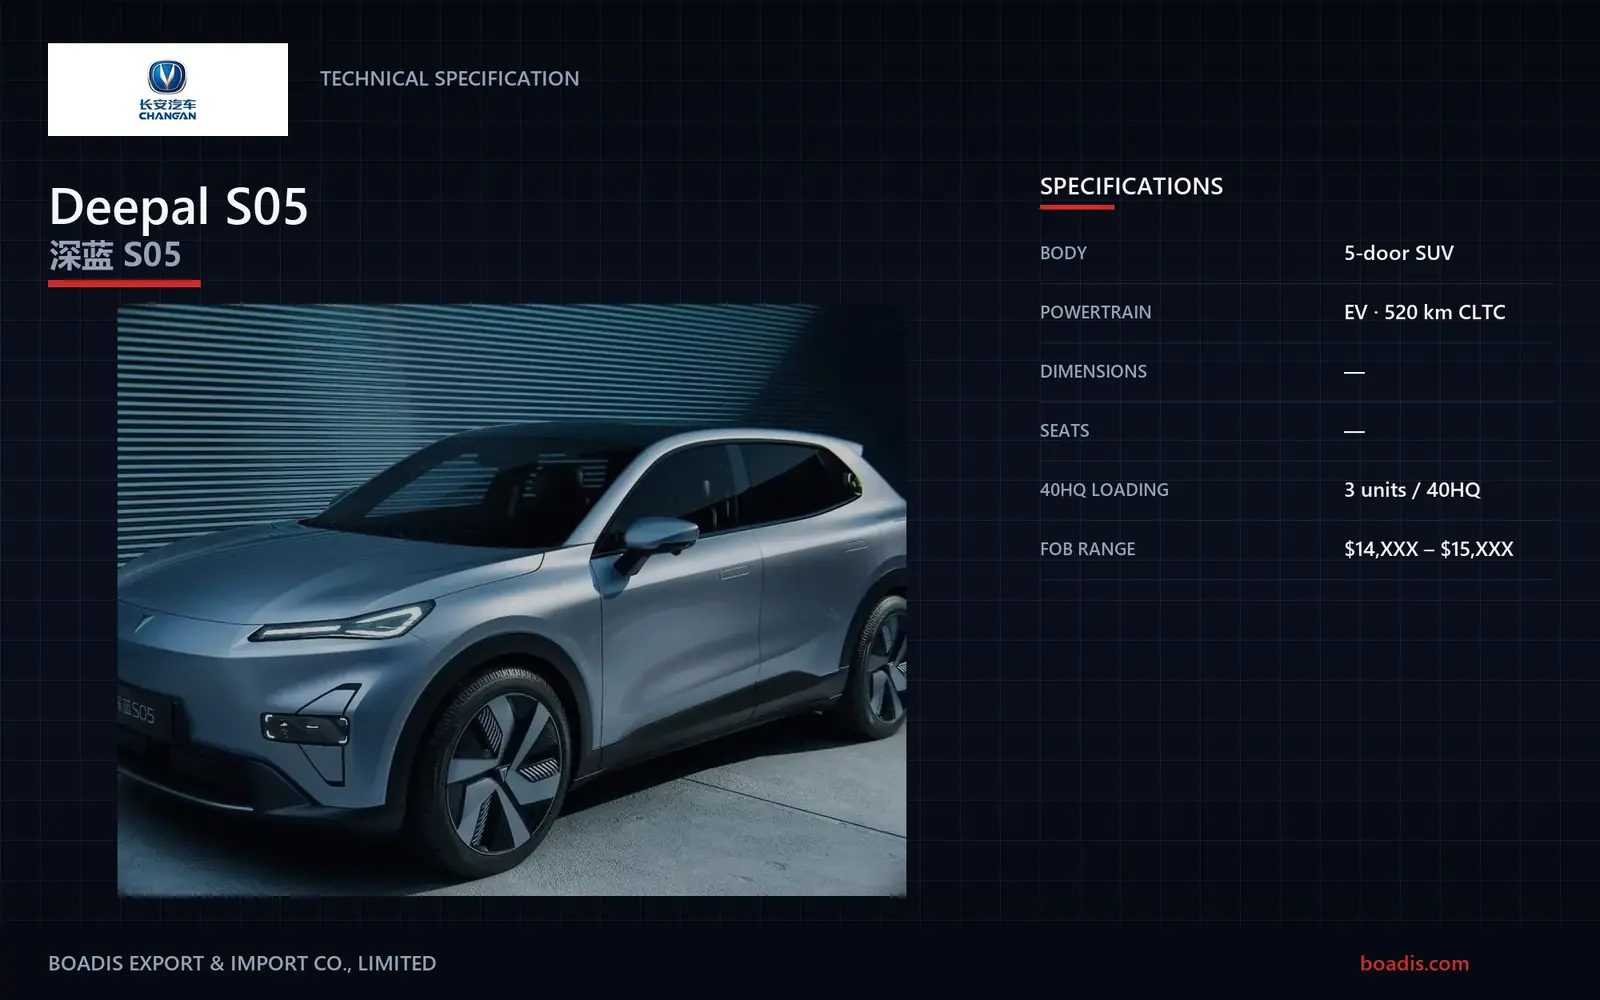 长安汽车
CHANGAN
TECHNICAL SPECIFICATION
Deepal S05
深蓝 S05
深蓝S05
SPECIFICATIONS
BODY 5-door SUV
POWERTRAIN EV · 520 km CLTC
DIMENSIONS —
SEATS —
40HQ LOADING 3 units / 40HQ
FOB RANGE $14,XXX – $15,XXX
BOADIS EXPORT & IMPORT CO., LIMITED
boadis.com